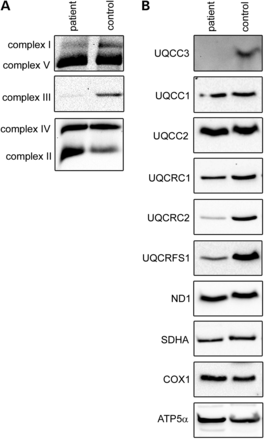 A
patient
control
complex I
complex V
complex III
complex IV
complex II
B
patient
control
UQCC3
UQCC1
UQCC2
UQCRC1
UQCRC2
UQCRFS1
ND1
SDHA
COX1
ATP5α